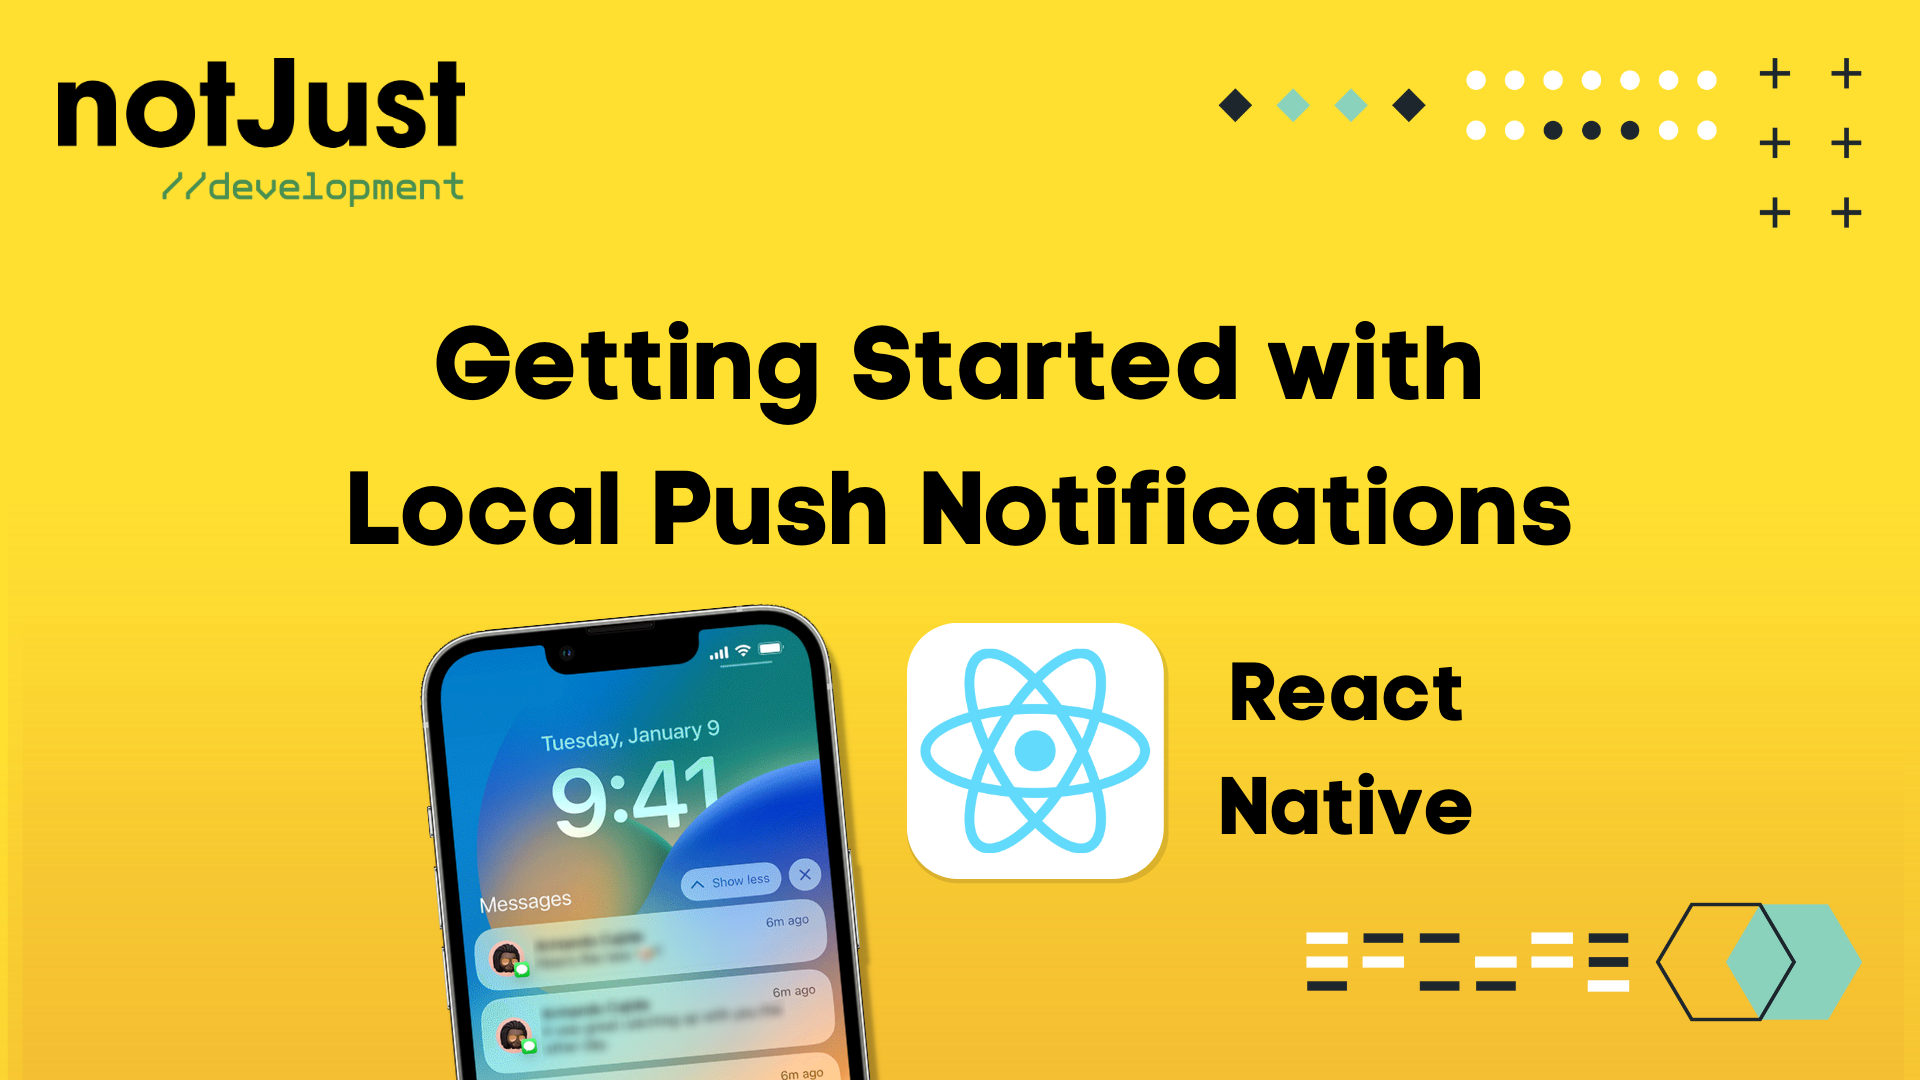 notJust
//development
Getting Started with
Local Push Notifications
React
Native
Tuesday, January 9
9:41
Show less
Messages
6m ago
6m ago
6m ago